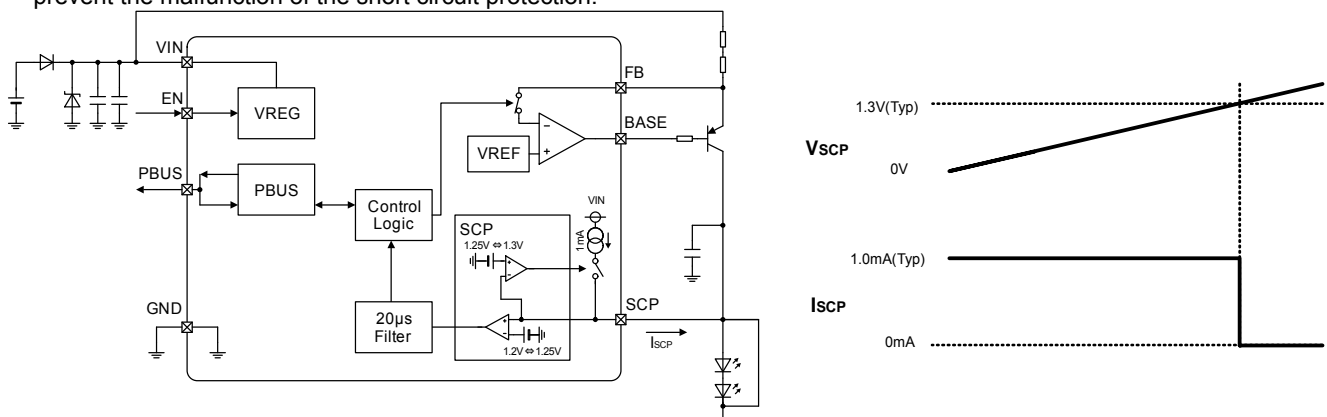 prevent the malfunction of the short circuit protection.
VIN
EN
VREG
PBUS
PBUS
Control
Logic
GND
20µs
Filter
FB
BASE
VREF
VIN
1mA
SCP
1.25V ⇔ 1.3V
1.2V ⇔ 1.25V
SCP
ISCP
1.3V(Typ)
VSCP
0V
1.0mA(Typ)
ISCP
0mA